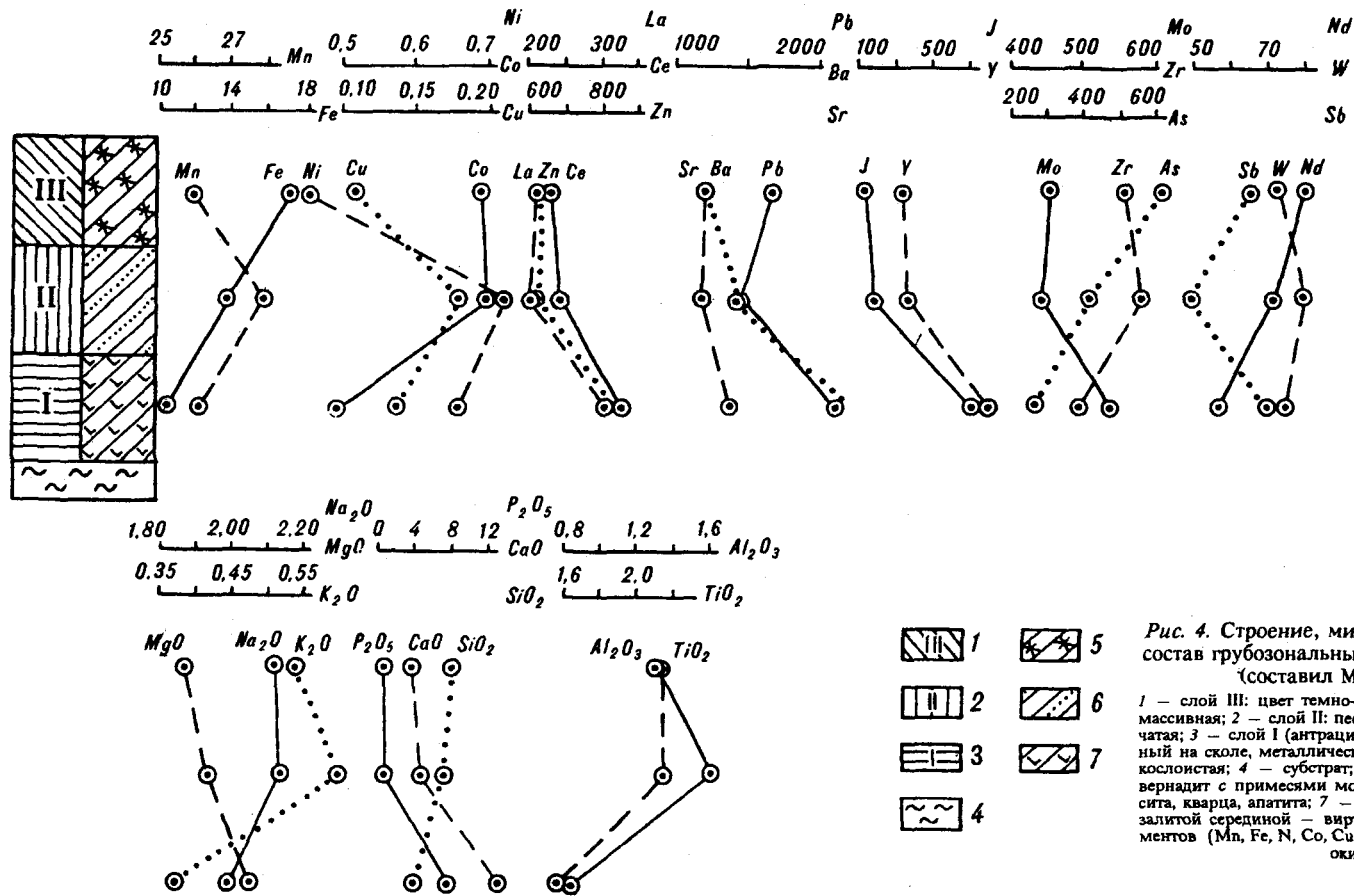 Ni La Pb J Mo Nd
25 27 Mn 0,5 0,6 0,7 Co 200 300 Ce 1000 2000 Ba 100 500 Y 400 500 600 Zr 50 70 W
10 14 18 Fe 0,10 0,15 0,20 Cu 600 800 Zn Sr 200 400 600 As Sb
Mn Fe Ni Cu Co La Zn Ce Sr Ba Pb J Y Mo Zr As Sb W Nd
III
II
I
Na2O P2O5
1,80 2,00 2,20 MgO 0 4 8 12 CaO 0,8 1,2 1,6 Al2O3
0.35 0,45 0,55 K2O SiO2 1,6 2,0 TiO2
MgO Na2O K2O P2O5 CaO SiO2 Al2O3 TiO2
III 1 5
II 2 6
I 3 7
4
Рис. 4. Строение, ми
состав грубозональны
(составил М
1 — слой III: цвет темно-
массивная; 2 — слой II: пес
чатая; 3 — слой I (антраци
ный на сколе, металличес
кослоистая; 4 — субстрат;
вернадит с примесями мо
сита, кварца, апатита; 7 —
залитой серединой — вирт
ментов (Mn, Fe, N, Co, Cu
оки